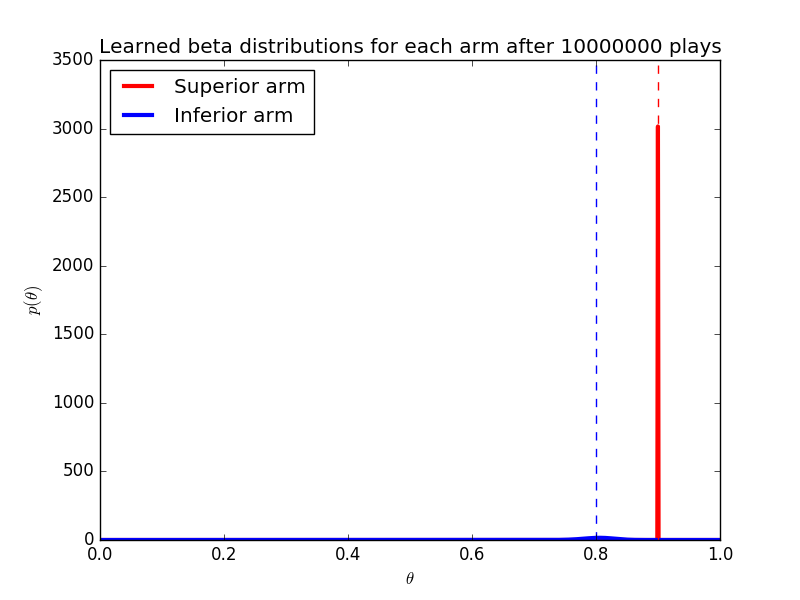 Learned beta distributions for each arm after 10000000 plays
3500
3000
2500
2000
1500
1000
500
0
p(θ)
Superior arm
Inferior arm
0.0 0.2 0.4 0.6 0.8 1.0
θ